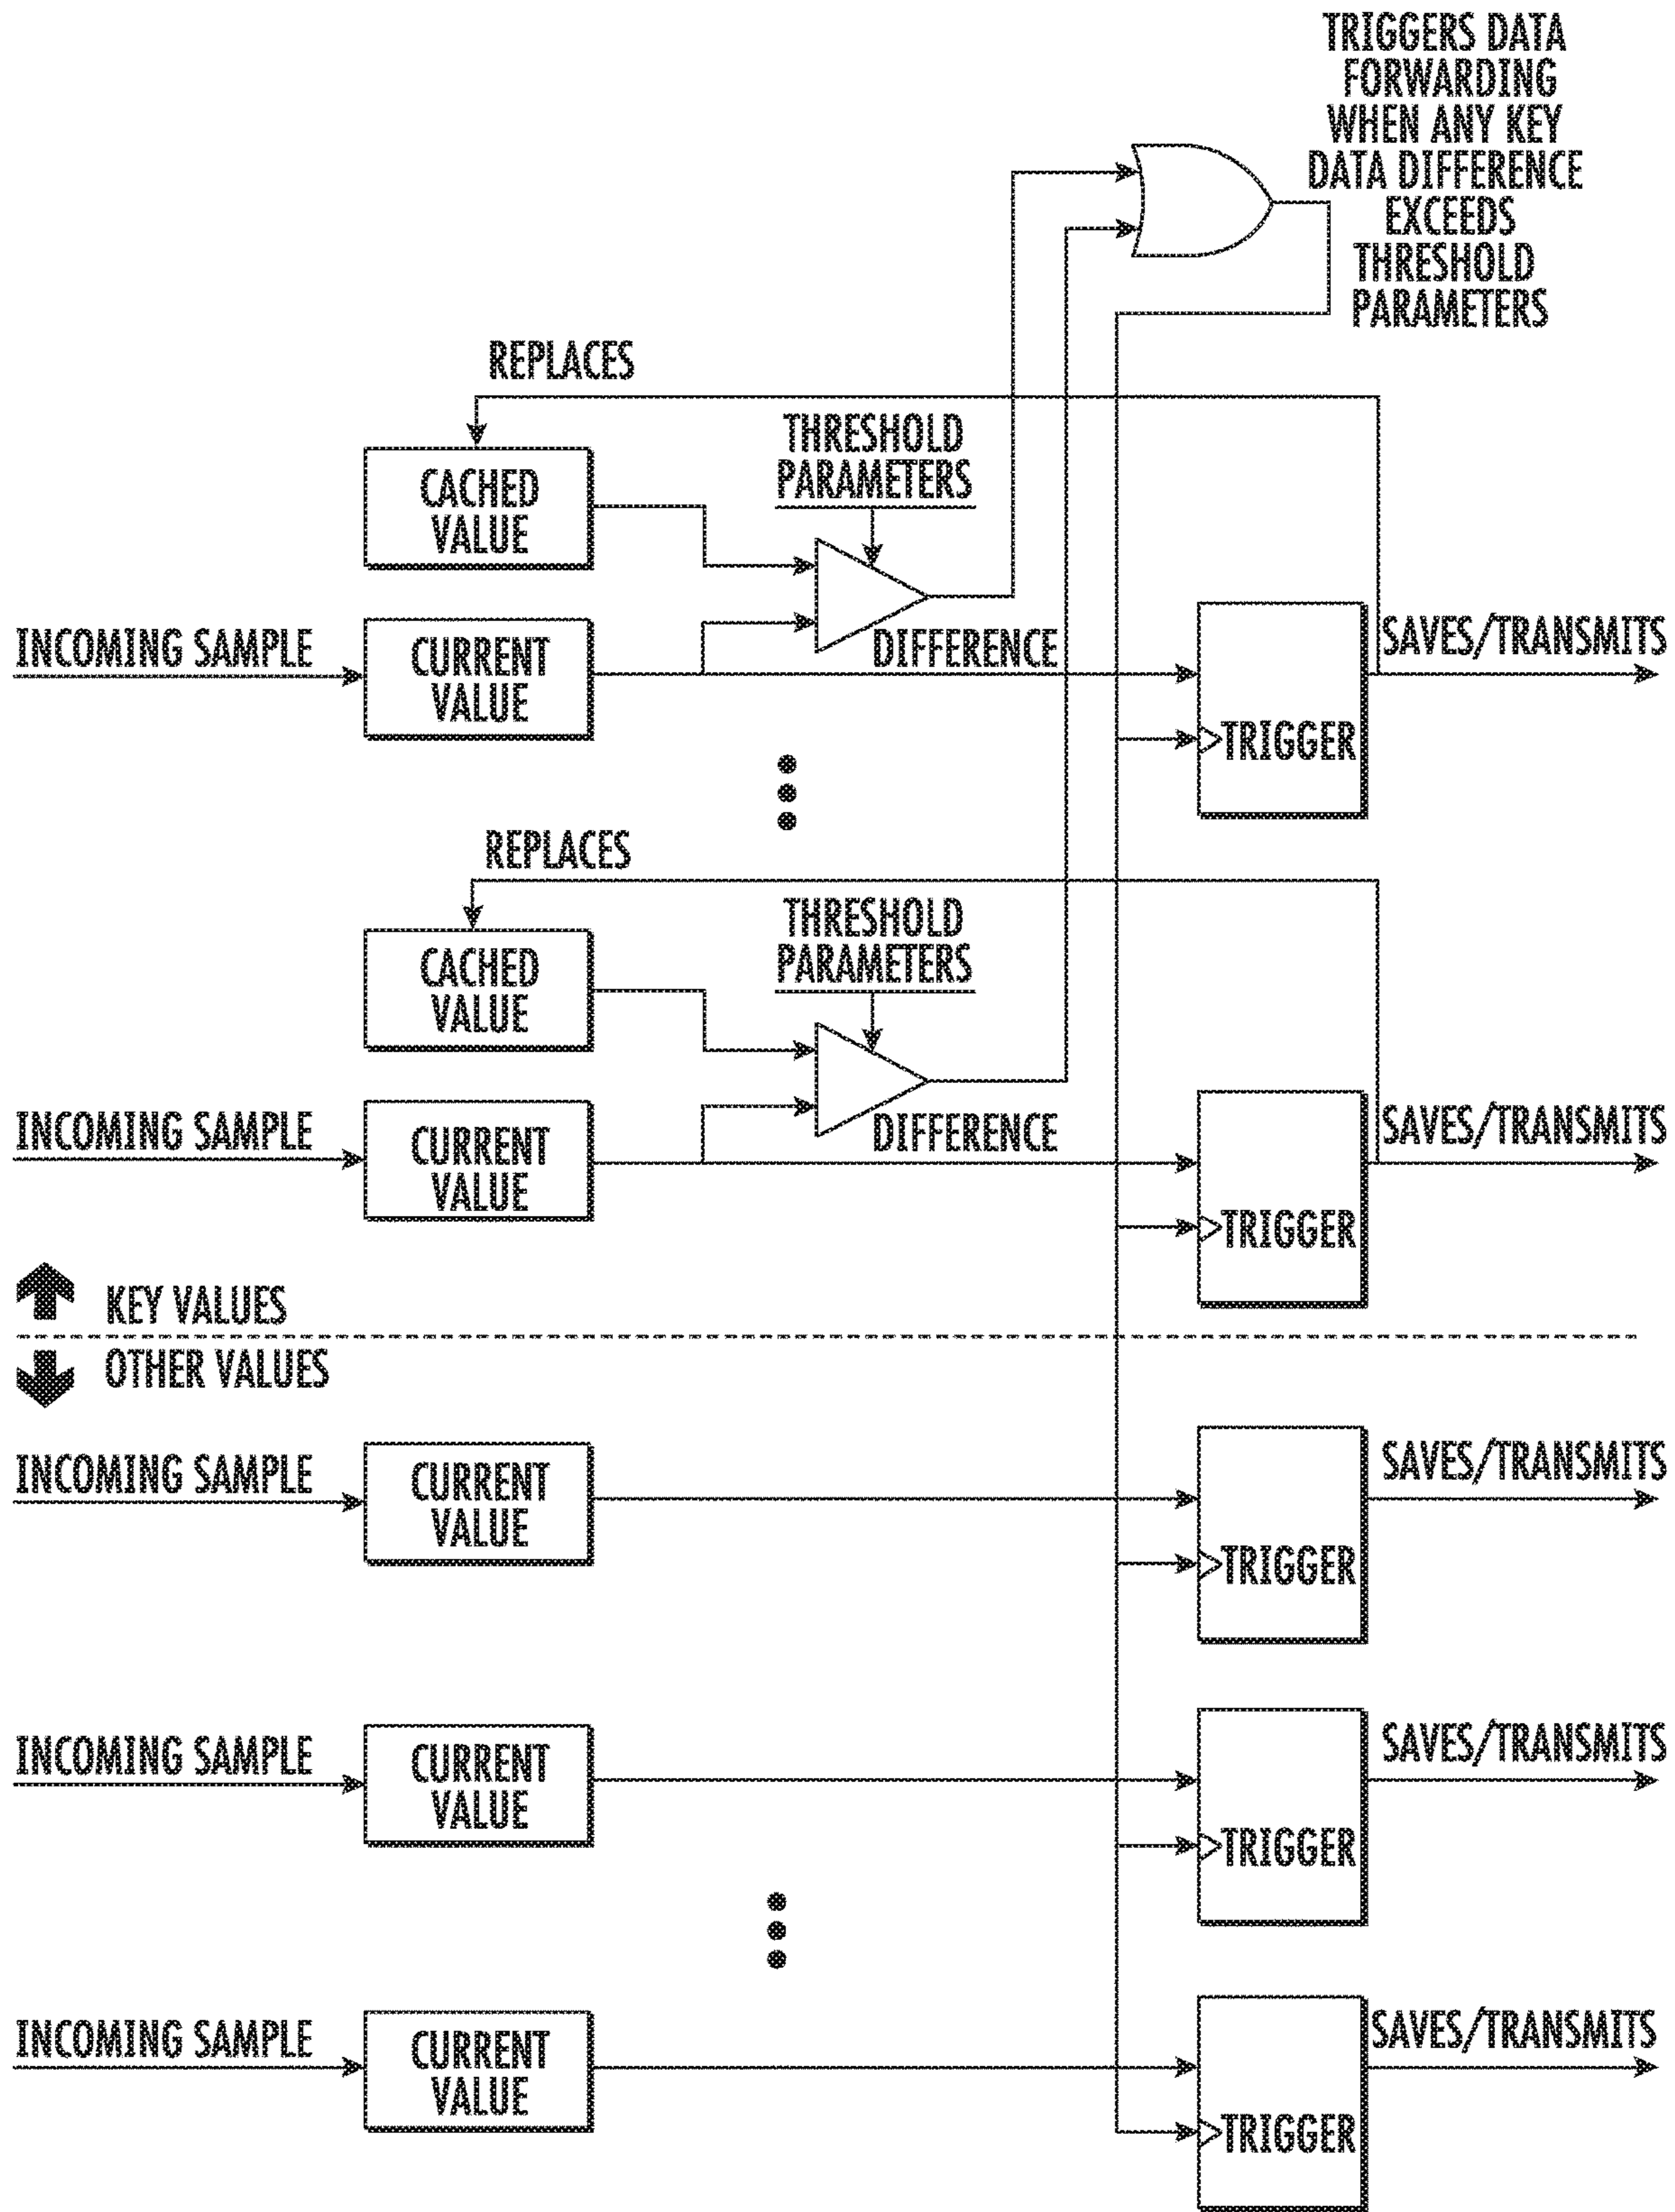 TRIGGERS DATA
FORWARDING
WHEN ANY KEY
DATA DIFFERENCE
EXCEEDS
THRESHOLD
PARAMETERS
REPLACES
CACHED
VALUE
THRESHOLD
PARAMETERS
INCOMING SAMPLE
CURRENT
VALUE
DIFFERENCE
SAVES/TRANSMITS
TRIGGER
REPLACES
CACHED
VALUE
THRESHOLD
PARAMETERS
INCOMING SAMPLE
CURRENT
VALUE
DIFFERENCE
SAVES/TRANSMITS
TRIGGER
KEY VALUES
OTHER VALUES
INCOMING SAMPLE
CURRENT
VALUE
SAVES/TRANSMITS
TRIGGER
INCOMING SAMPLE
CURRENT
VALUE
SAVES/TRANSMITS
TRIGGER
INCOMING SAMPLE
CURRENT
VALUE
SAVES/TRANSMITS
TRIGGER